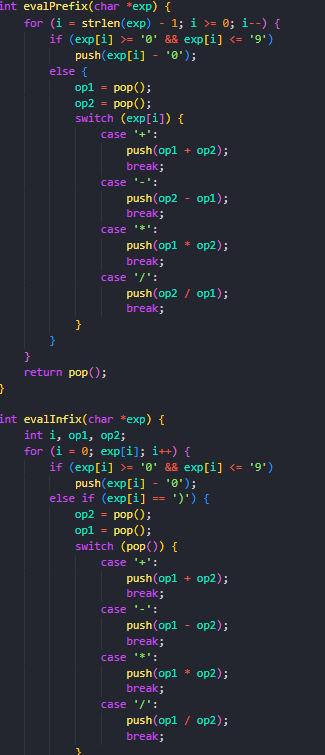 int evalPrefix(char *exp) {
    for (i = strlen(exp) - 1; i >= 0; i--) {
        if (exp[i] >= '0' && exp[i] <= '9')
            push(exp[i] - '0');
        else {
            op1 = pop();
            op2 = pop();
            switch (exp[i]) {
                case '+':
                    push(op1 + op2);
                    break;
                case '-':
                    push(op2 - op1);
                    break;
                case '*':
                    push(op1 * op2);
                    break;
                case '/':
                    push(op2 / op1);
                    break;
            }
        }
    }
    return pop();
}
int evalInfix(char *exp) {
    int i, op1, op2;
    for (i = 0; exp[i]; i++) {
        if (exp[i] >= '0' && exp[i] <= '9')
            push(exp[i] - '0');
        else if (exp[i] == ')') {
            op2 = pop();
            op1 = pop();
            switch (pop()) {
                case '+':
                    push(op1 + op2);
                    break;
                case '-':
                    push(op1 - op2);
                    break;
                case '*':
                    push(op1 * op2);
                    break;
                case '/':
                    push(op1 / op2);
                    break;
            }